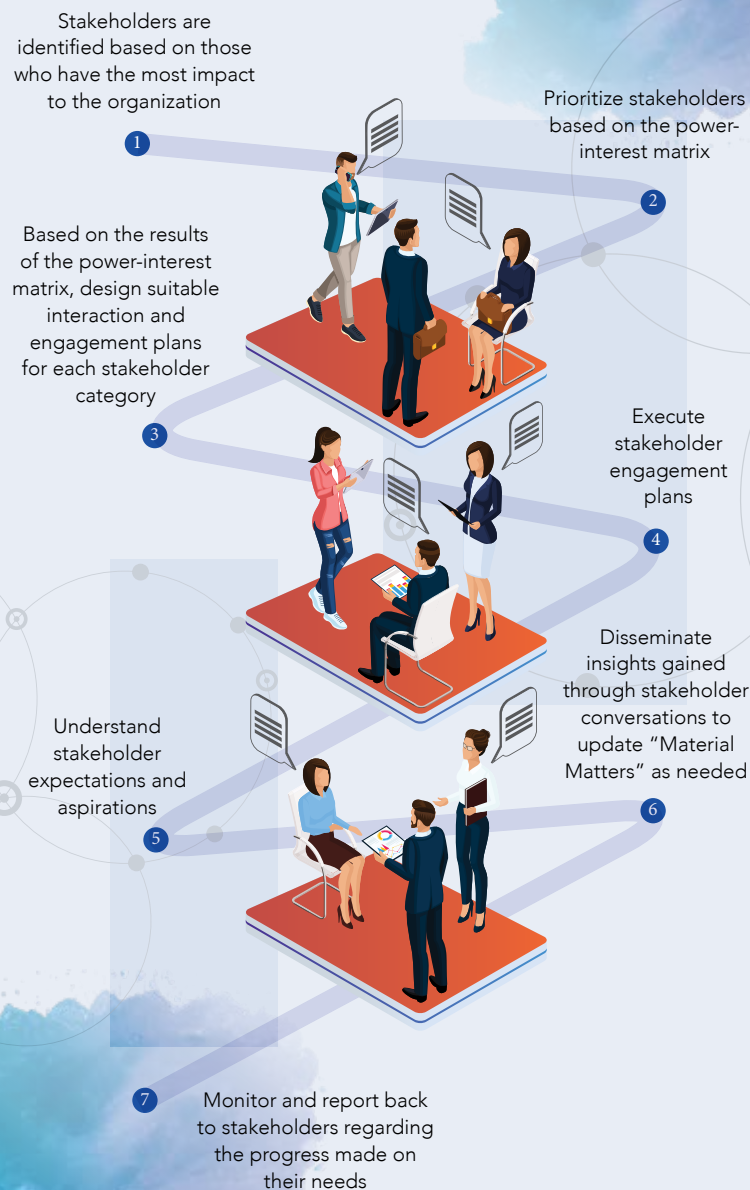 Stakeholders are
identified based on those
who have the most impact
to the organization
1
Prioritize stakeholders
based on the power-
interest matrix
2
Based on the results
of the power-interest
matrix, design suitable
interaction and
engagement plans
for each stakeholder
category
3
Execute
stakeholder
engagement
plans
4
Understand
stakeholder
expectations and
aspirations
5
Disseminate
insights gained
through stakeholder
conversations to
update “Material
Matters” as needed
6
7
Monitor and report back
to stakeholders regarding
the progress made on
their needs